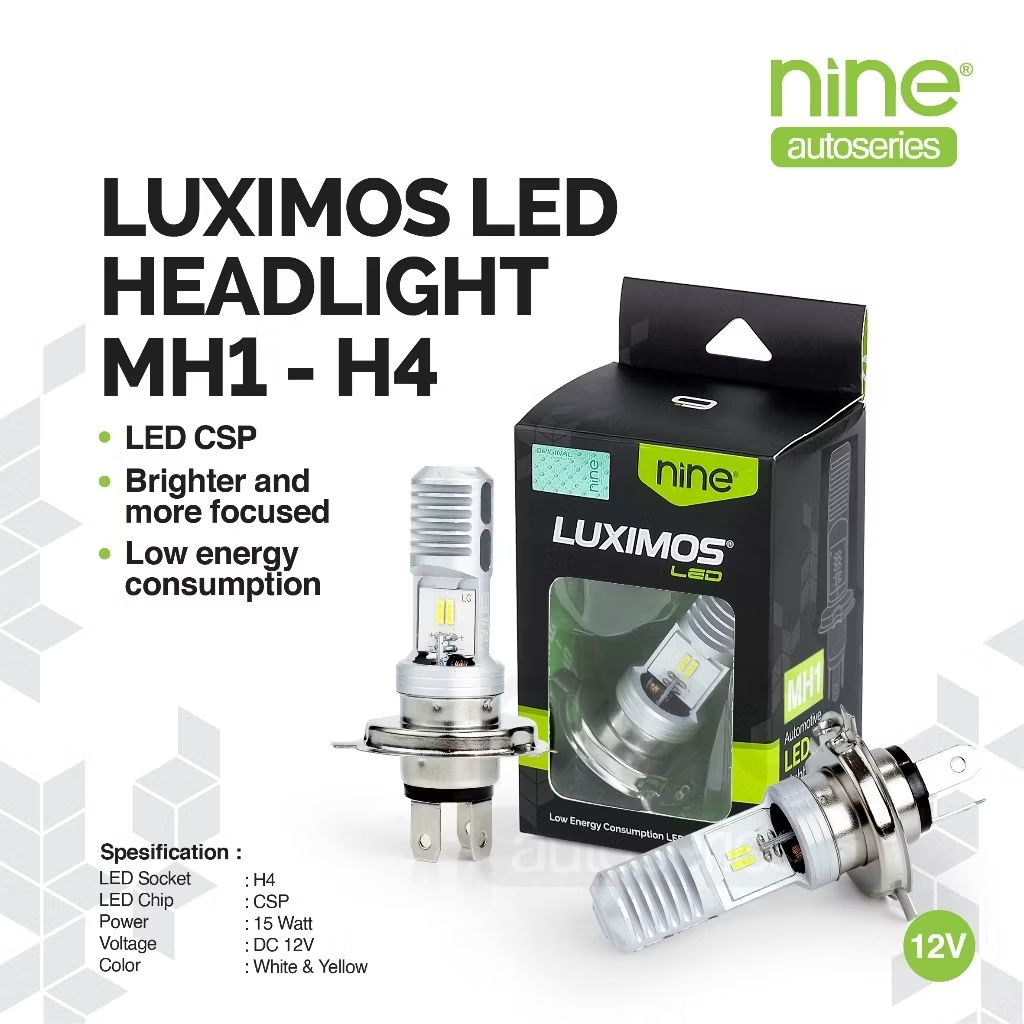 nine®
autoseries
LUXIMOS LED
HEADLIGHT
MH1 - H4
• LED CSP
• Brighter and
more focused
• Low energy
consumption
ORIGINAL
nine
nine®
LUXIMOS®
LED
LG
MH1
Automotive
LED
Low Energy Consumption LED
autoseries
Spesification :
LED Socket : H4
LED Chip : CSP
Power : 15 Watt
Voltage : DC 12V
Color : White & Yellow
12V